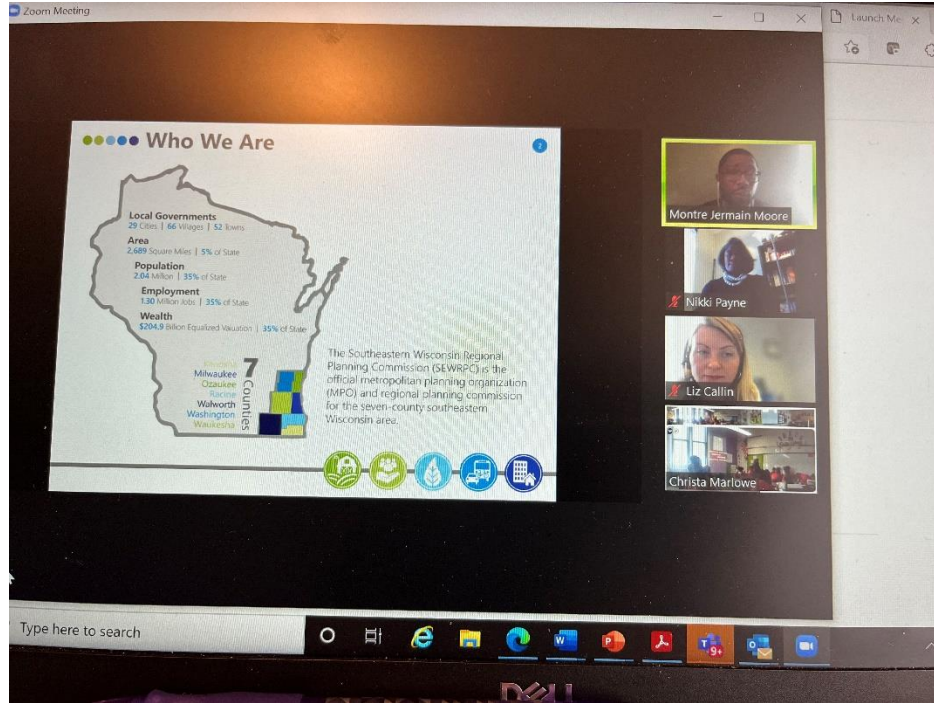 Zoom Meeting
Launch Me
Who We Are
2
Local Governments
29 Cities | 66 Villages | 52 Towns
Area
2,689 Square Miles | 5% of State
Population
2.04 Million | 35% of State
Employment
1.30 Million Jobs | 35% of State
Wealth
$204.9 Billion Equalized Valuation | 35% of State
7 Counties
Milwaukee
Ozaukee
Racine
Walworth
Washington
Waukesha
The Southeastern Wisconsin Regional
Planning Commission (SEWRPC) is the
official metropolitan planning organization
(MPO) and regional planning commission
for the seven-county southeastern
Wisconsin area.
Montre Jermain Moore
Nikki Payne
Liz Callin
Christa Marlowe
Type here to search
9+
DELL